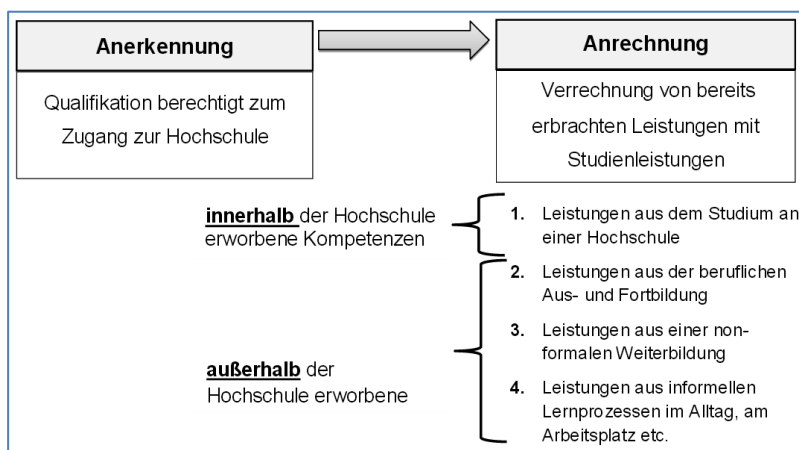 Anerkennung
Qualifikation berechtigt zum
Zugang zur Hochschule
Anrechnung
Verrechnung von bereits
erbrachten Leistungen mit
Studienleistungen
innerhalb der Hochschule
erworbene Kompetenzen
1. Leistungen aus dem Studium an
einer Hochschule
2. Leistungen aus der beruflichen
Aus- und Fortbildung
3. Leistungen aus einer non-
formalen Weiterbildung
außerhalb der
Hochschule erworbene
4. Leistungen aus informellen
Lernprozessen im Alltag, am
Arbeitsplatz etc.